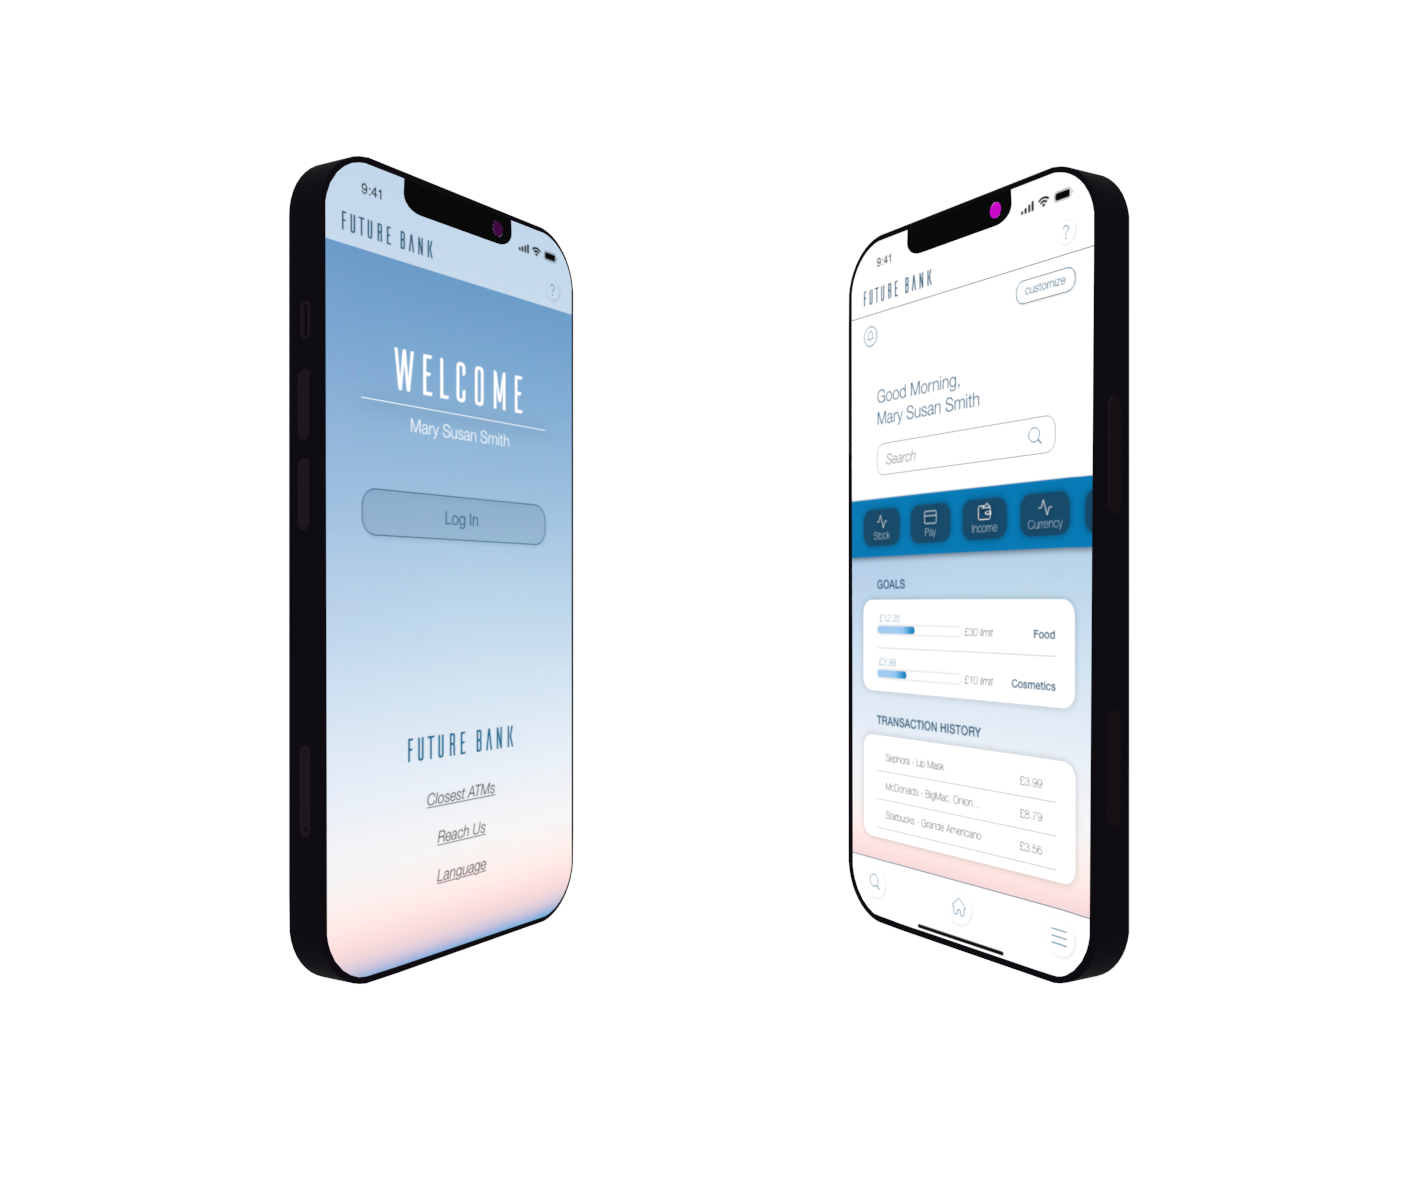 9:41
FUTURE BANK
?
WELCOME
Mary Susan Smith
Log In
FUTURE BANK
Closest ATMs
Reach Us
Language
9:41
?
FUTURE BANK
customize
Good Morning,
Mary Susan Smith
Search
Stock
Pay
Income
Currency
GOALS
£12.35
£30 limit
Food
£3.99
£10 limit
Cosmetics
TRANSACTION HISTORY
Sephora - Lip Mask £3.99
McDonalds - BigMac, Onion... £8.79
Starbucks - Grande Americano £3.56